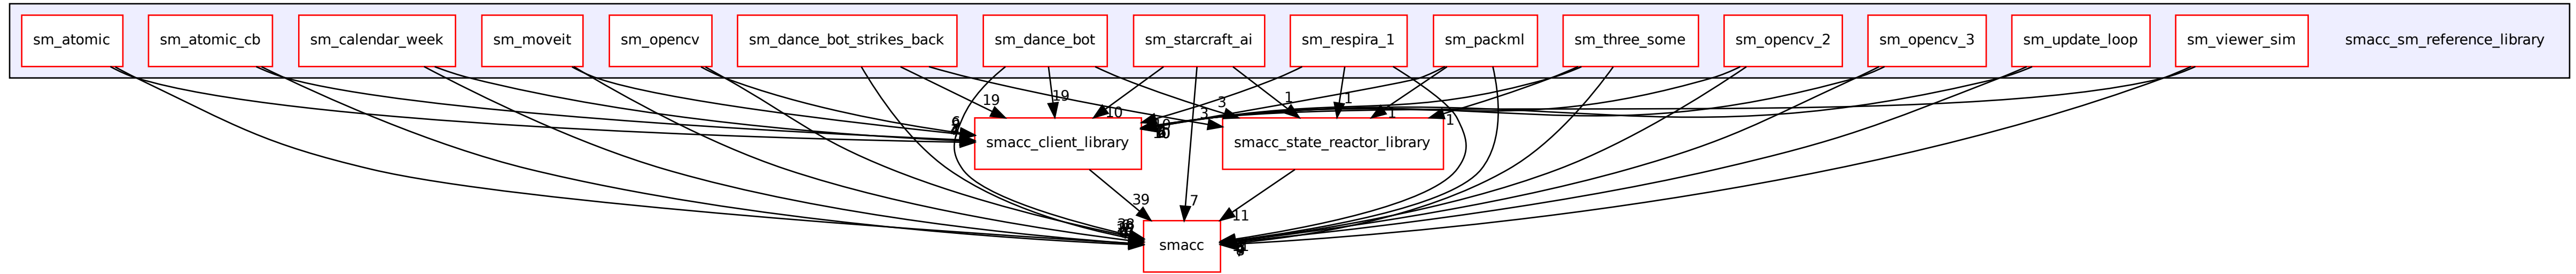 sm_atomic
sm_atomic_cb
sm_calendar_week
sm_moveit
sm_opencv
sm_dance_bot_strikes_back
sm_dance_bot
sm_starcraft_ai
sm_respira_1
sm_packml
sm_three_some
sm_opencv_2
sm_opencv_3
sm_update_loop
sm_viewer_sim
smacc_sm_reference_library
19
19
10
3
3
1
1
1
1
smacc_client_library
smacc_state_reactor_library
39
7
11
smacc